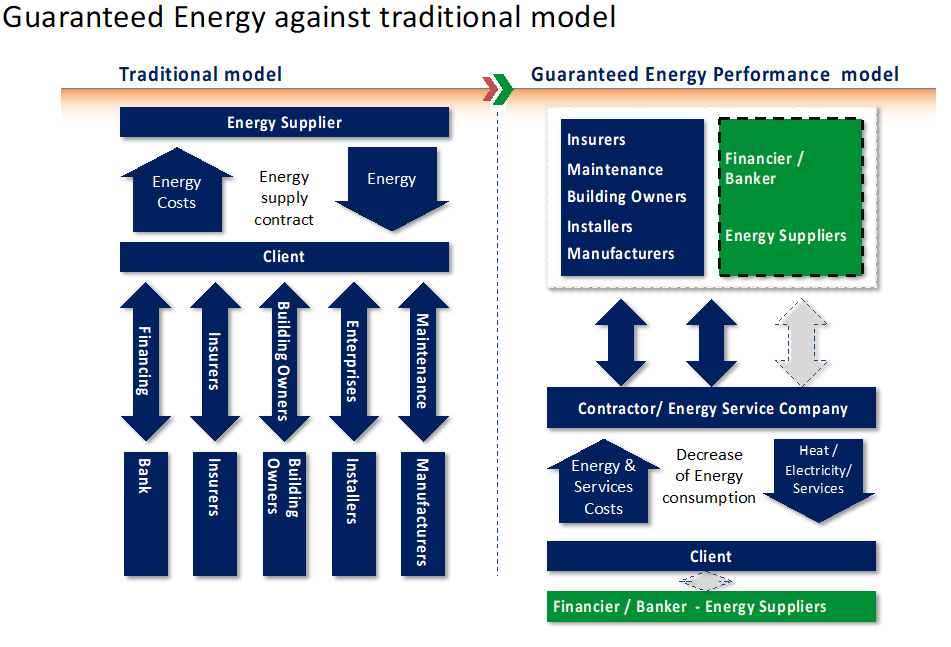 Guaranteed Energy against traditional model
Traditional model
Energy Supplier
Energy
Costs
Energy
supply
contract
Energy
Client
Financing
Insurers
Building Owners
Enterprises
Maintenance
Bank
Insurers
Building
Owners
Installers
Manufacturers
Guaranteed Energy Performance model
Insurers
Maintenance
Building Owners
Installers
Manufacturers
Financier /
Banker
Energy Suppliers
Contractor/ Energy Service Company
Energy &
Services
Costs
Decrease
of Energy
consumption
Heat /
Electricity/
Services
Client
Financier / Banker - Energy Suppliers